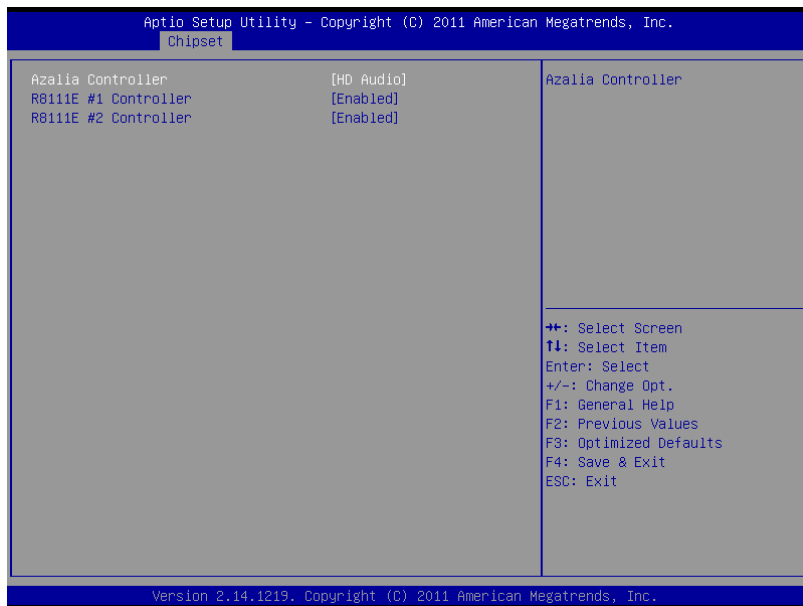 Aptio Setup Utility – Copyright (C) 2011 American Megatrends, Inc.
Chipset
Azalia Controller [HD Audio]
R8111E #1 Controller [Enabled]
R8111E #2 Controller [Enabled]
Azalia Controller
→←: Select Screen
↑↓: Select Item
Enter: Select
+/-: Change Opt.
F1: General Help
F2: Previous Values
F3: Optimized Defaults
F4: Save & Exit
ESC: Exit
Version 2.14.1219. Copyright (C) 2011 American Megatrends, Inc.